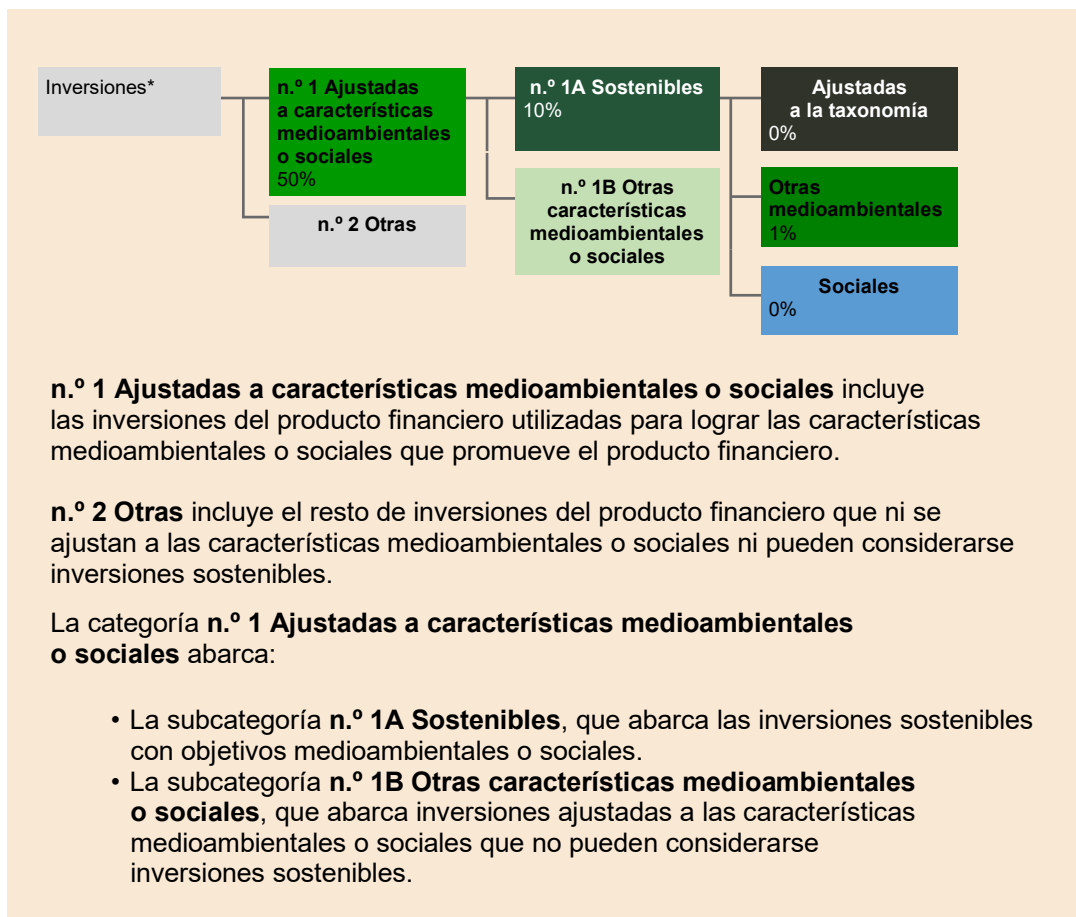 Inversiones*
n.º 1 Ajustadas
a características
medioambientales
o sociales
50%
n.º 2 Otras
n.º 1A Sostenibles
10%
n.º 1B Otras
características
medioambientales
o sociales
Ajustadas
a la taxonomía
0%
Otras
medioambientales
1%
Sociales
0%
n.º 1 Ajustadas a características medioambientales o sociales incluye
las inversiones del producto financiero utilizadas para lograr las características
medioambientales o sociales que promueve el producto financiero.
n.º 2 Otras incluye el resto de inversiones del producto financiero que ni se
ajustan a las características medioambientales o sociales ni pueden considerarse
inversiones sostenibles.
La categoría n.º 1 Ajustadas a características medioambientales
o sociales abarca:
• La subcategoría n.º 1A Sostenibles, que abarca las inversiones sostenibles
con objetivos medioambientales o sociales.
• La subcategoría n.º 1B Otras características medioambientales
o sociales, que abarca inversiones ajustadas a las características
medioambientales o sociales que no pueden considerarse
inversiones sostenibles.